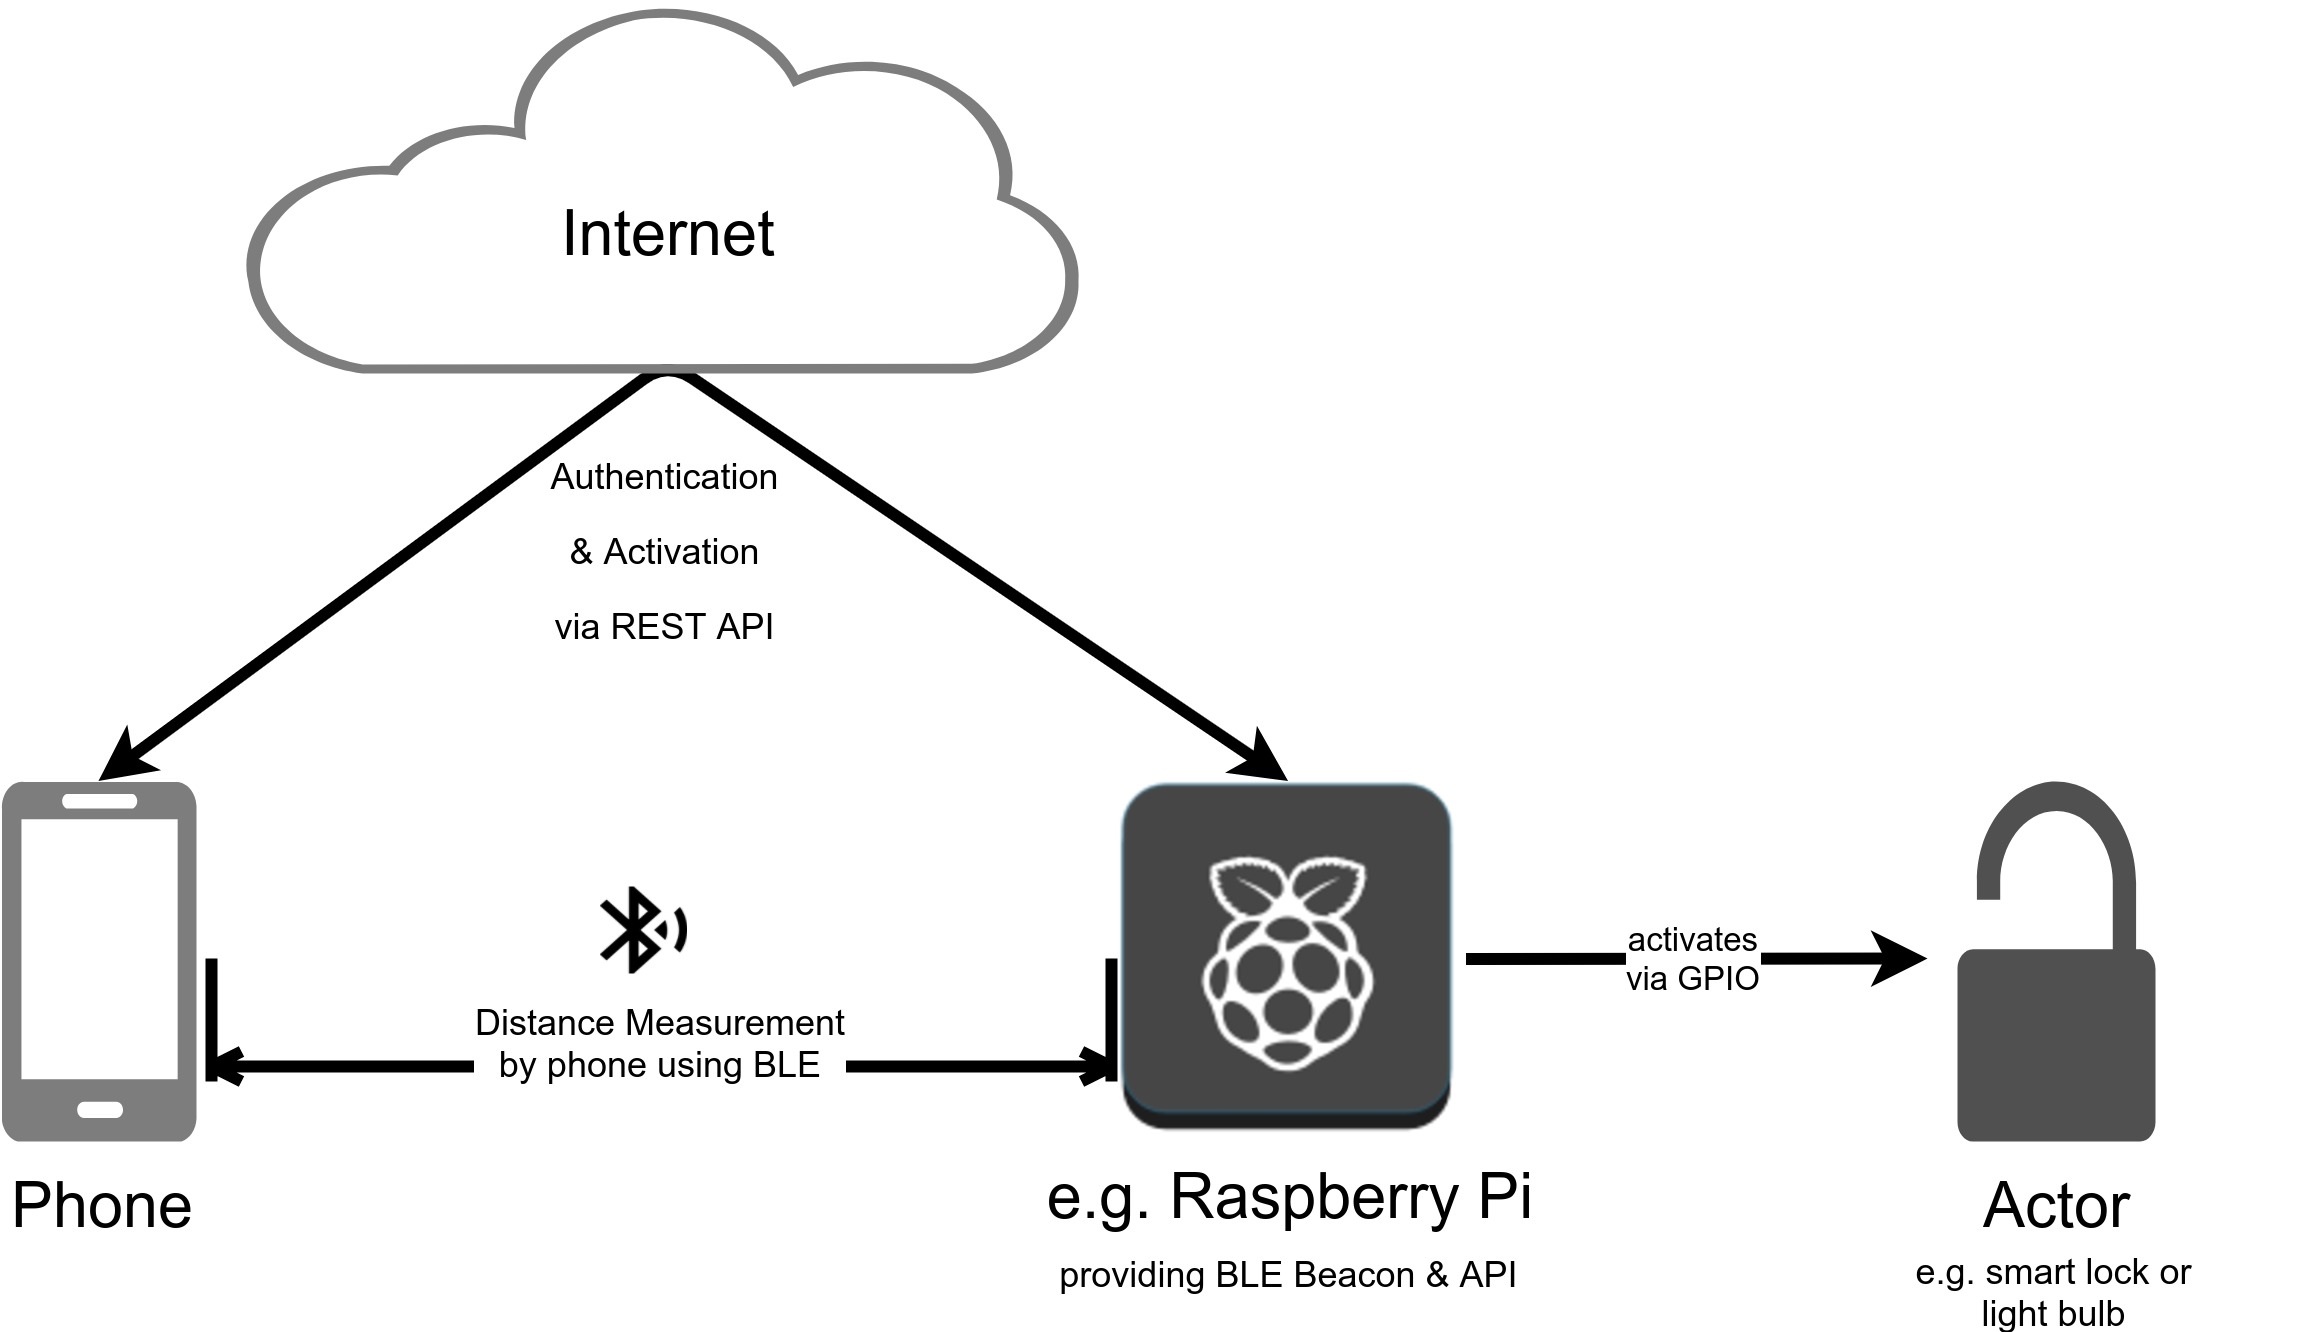 Internet
Authentication
& Activation
via REST API
activates
via GPIO
Distance Measurement
by phone using BLE
Phone
e.g. Raspberry Pi
providing BLE Beacon & API
Actor
e.g. smart lock or
light bulb